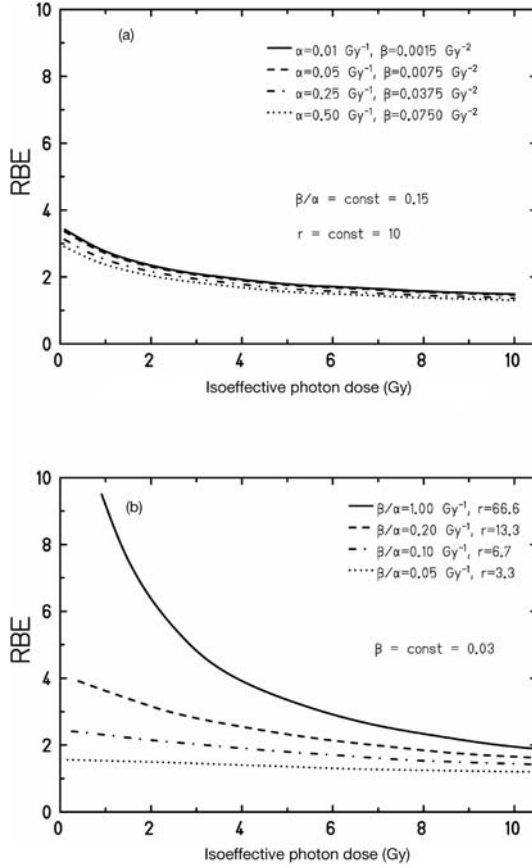 10
8
6
4
2
0
RBE
(a)
α=0.01 Gy⁻¹, β=0.0015 Gy⁻²
α=0.05 Gy⁻¹, β=0.0075 Gy⁻²
α=0.25 Gy⁻¹, β=0.0375 Gy⁻²
α=0.50 Gy⁻¹, β=0.0750 Gy⁻²
β/α = const = 0.15
r = const = 10
0 2 4 6 8 10
Isoeffective photon dose (Gy)
10
8
6
4
2
0
RBE
(b)
β/α=1.00 Gy⁻¹, r=66.6
β/α=0.20 Gy⁻¹, r=13.3
β/α=0.10 Gy⁻¹, r=6.7
β/α=0.05 Gy⁻¹, r=3.3
β = const = 0.03
0 2 4 6 8 10
Isoeffective photon dose (Gy)